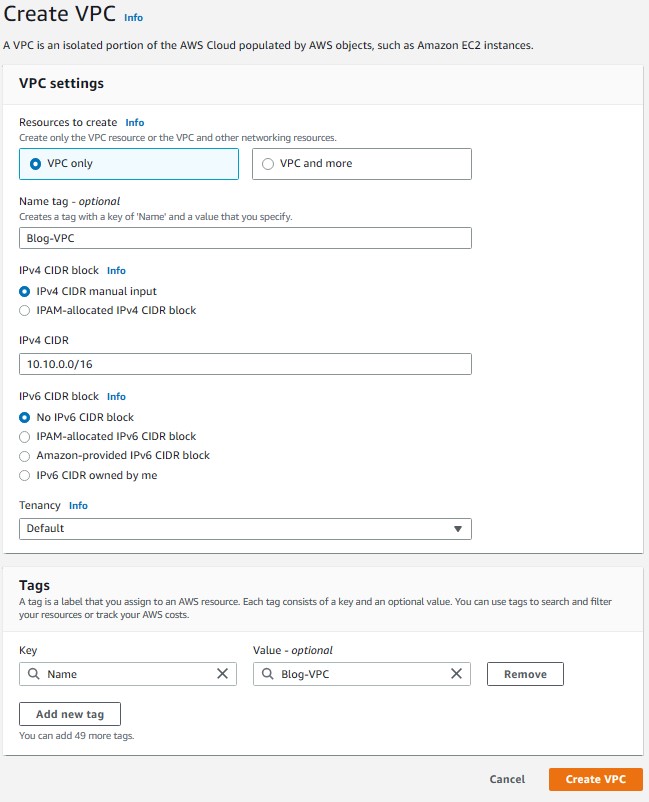 Create VPC Info
A VPC is an isolated portion of the AWS Cloud populated by AWS objects, such as Amazon EC2 instances.
VPC settings
Resources to create Info
Create only the VPC resource or the VPC and other networking resources.
VPC only VPC and more
Name tag - optional
Creates a tag with a key of 'Name' and a value that you specify.
Blog-VPC
IPv4 CIDR block Info
IPv4 CIDR manual input
IPAM-allocated IPv4 CIDR block
IPv4 CIDR
10.10.0.0/16
IPv6 CIDR block Info
No IPv6 CIDR block
IPAM-allocated IPv6 CIDR block
Amazon-provided IPv6 CIDR block
IPv6 CIDR owned by me
Tenancy Info
Default
Tags
A tag is a label that you assign to an AWS resource. Each tag consists of a key and an optional value. You can use tags to search and filter
your resources or track your AWS costs.
Key Value - optional
Name Blog-VPC Remove
Add new tag
You can add 49 more tags.
Cancel Create VPC